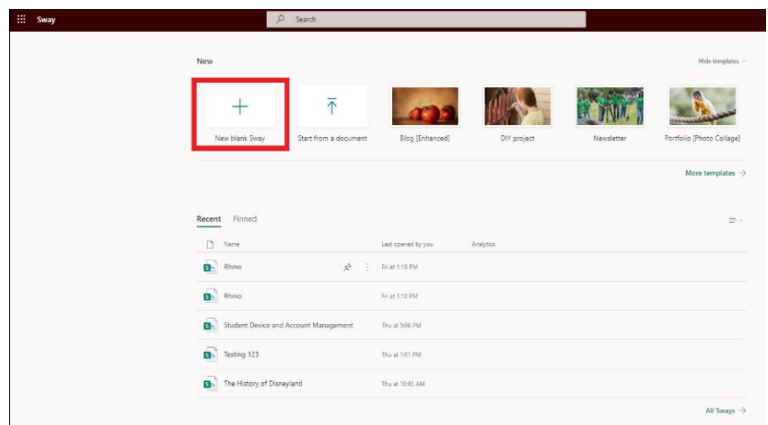 Sway
Search
New
Hide templates
New blank Sway
Start from a document
Blog [Enhanced]
DIY project
Newsletter
Portfolio [Photo Collage]
More templates →
Recent Pinned
Name Last opened by you Analytics
Rhino Fri at 1:10 PM
Rhino Fri at 1:10 PM
Student Device and Account Management Thu at 5:06 PM
Testing 123 Thu at 1:01 PM
The History of Disneyland Thu at 10:45 AM
All Sways →